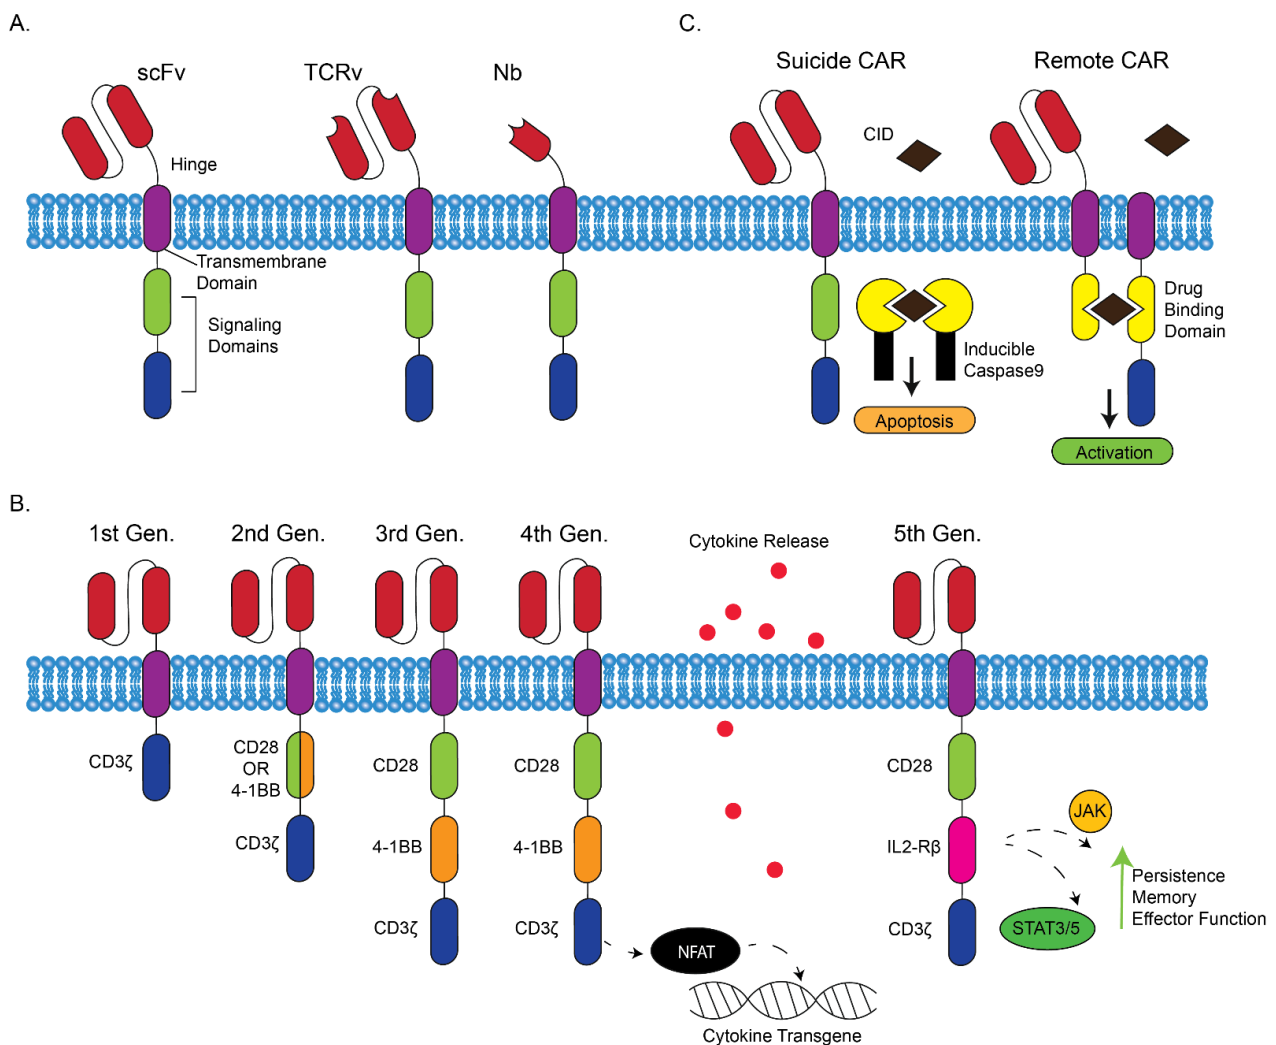 A.
scFv
TCRv
Nb
Hinge
Transmembrane
Domain
Signaling
Domains
C.
Suicide CAR
Remote CAR
CID
Inducible
Caspase9
Apoptosis
Drug
Binding
Domain
Activation
B.
1st Gen.
2nd Gen.
3rd Gen.
4th Gen.
Cytokine Release
5th Gen.
CD3ζ
CD28
OR
4-1BB
CD3ζ
CD28
4-1BB
CD3ζ
CD28
4-1BB
CD3ζ
NFAT
Cytokine Transgene
CD28
IL2-Rβ
CD3ζ
JAK
STAT3/5
Persistence
Memory
Effector Function